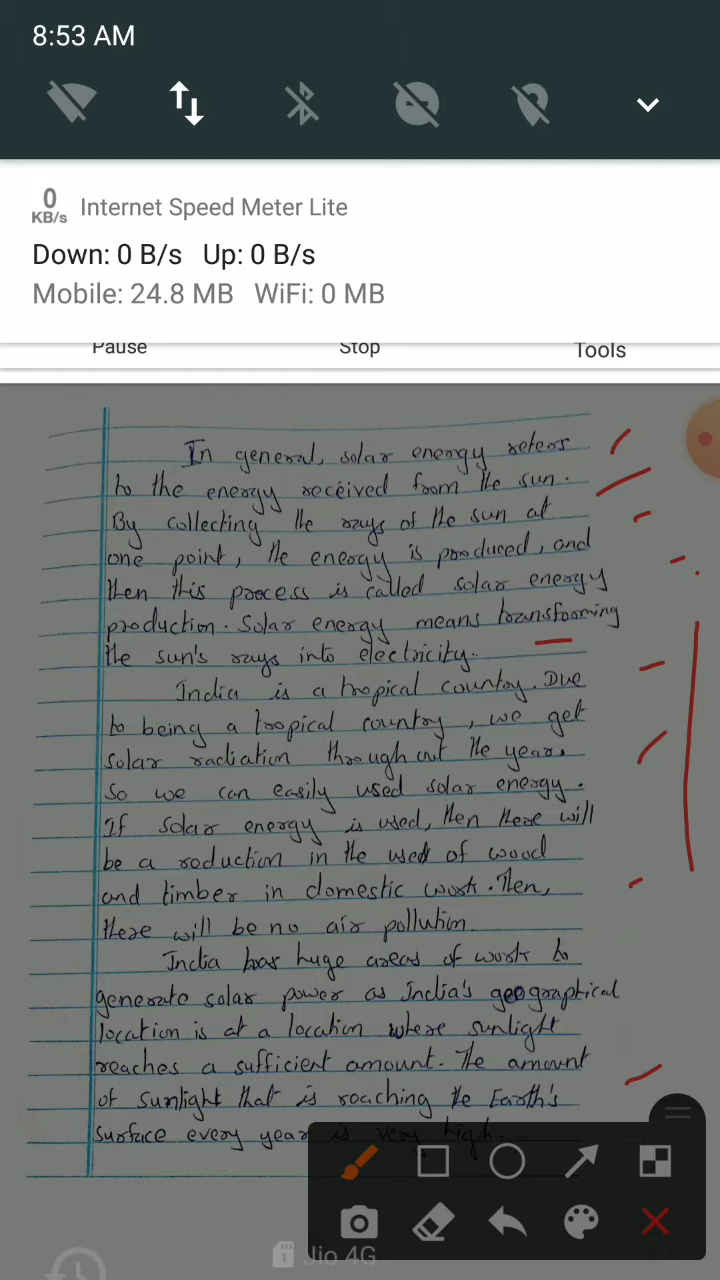 8:53 AM
0 KB/s Internet Speed Meter Lite
Down: 0 B/s Up: 0 B/s
Mobile: 24.8 MB WiFi: 0 MB
Pause Stop Tools
In general, solar energy refers
to the energy received from the sun.
By collecting the rays of the sun at
one point, the energy is produced, and
then this process is called solar energy
production. Solar energy means transforming
the sun's rays into electricity.
India is a tropical country. Due
to being a tropical country, we get
solar radiation throughout the year.
So we can easily used solar energy.
If solar energy is used, then there will
be a reduction in the used of wood
and timber in domestic work. Then,
there will be no air pollution.
India has huge areas of work to
generate solar power as India's geographical
location is at a location where sunlight
reaches a sufficient amount. The amount
of sunlight that is reaching the Earth's
surface every year is very high.
1 Jio 4G